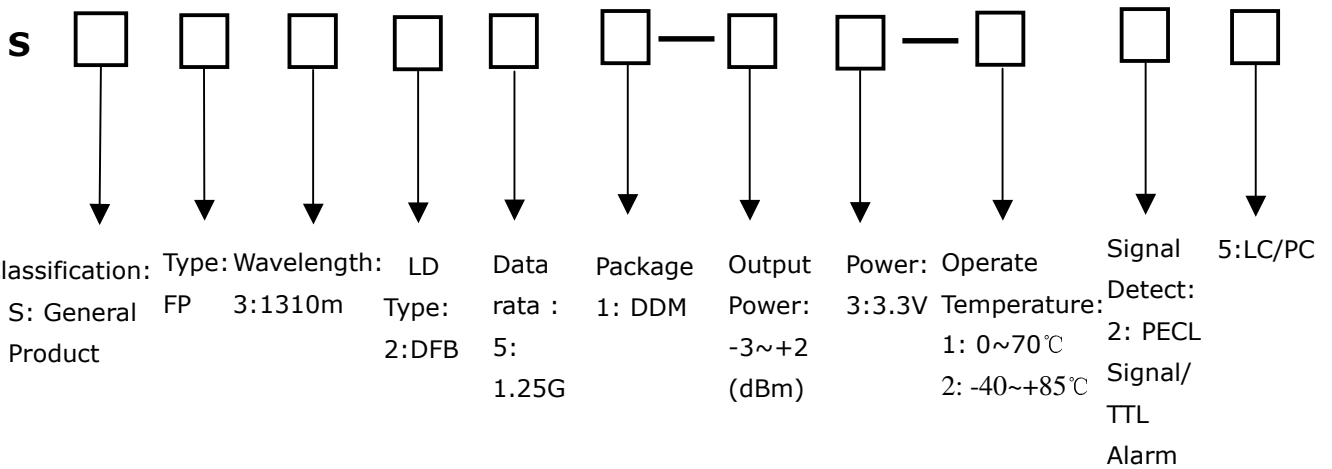 s
lassification:
S: General
Product
Type:
FP
Wavelength:
3:1310m
LD
Type:
2:DFB
Data
rata :
5:
1.25G
Package
1: DDM
Output
Power:
-3~+2
(dBm)
Power:
3:3.3V
Operate
Temperature:
1: 0~70℃
2: -40~+85℃
Signal
Detect:
2: PECL
Signal/
TTL
Alarm
5:LC/PC